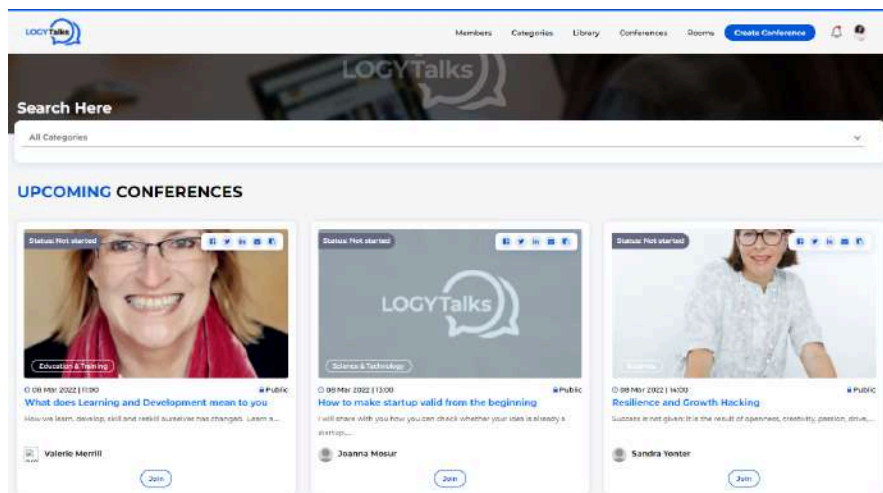 LOGYTalks
Members Categories Library Conferences Rooms Create Conference
LOGYTalks
Search Here
All Categories
UPCOMING CONFERENCES
Status: Not started
Education & Training
08 Mar 2022 | 11:00 Public
What does Learning and Development mean to you
How we learn, develop, skill and reskill ourselves has changed. Learn a....
Valerie Merrill
Join
Status: Not started
LOGYTalks
Science & Technology
08 Mar 2022 | 13:00 Public
How to make startup valid from the beginning
I will share with you how you can check whether your idea is already a
startup....
Joanna Mosur
Join
Status: Not started
Business
08 Mar 2022 | 14:00 Public
Resilience and Growth Hacking
Success is not given: it is the result of openness, creativity, passion, drive,...
Sandra Yonter
Join